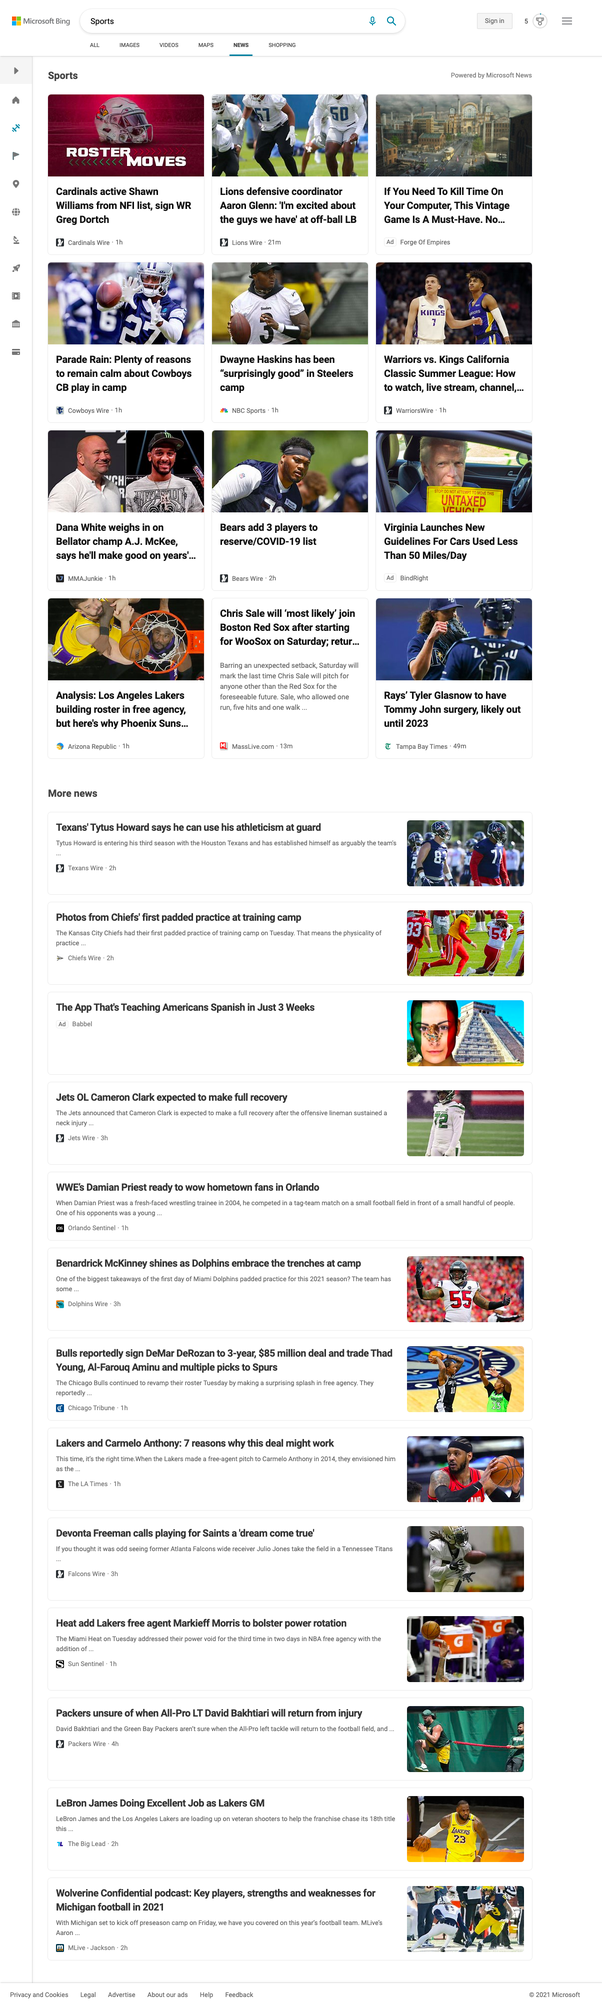 Microsoft Bing
Sports
Sign in
5
ALL IMAGES VIDEOS MAPS NEWS SHOPPING
Sports
Powered by Microsoft News
ROSTER
MOVES
Cardinals active Shawn
Williams from NFI list, sign WR
Greg Dortch
Cardinals Wire · 1h
57
50
Lions defensive coordinator
Aaron Glenn: 'I'm excited about
the guys we have' at off-ball LB
Lions Wire · 21m
If You Need To Kill Time On
Your Computer, This Vintage
Game Is A Must-Have. No...
Ad Forge Of Empires
27
Parade Rain: Plenty of reasons
to remain calm about Cowboys
CB play in camp
Cowboys Wire · 1h
3
Dwayne Haskins has been
“surprisingly good” in Steelers
camp
NBC Sports · 1h
KINGS
7
Warriors vs. Kings California
Classic Summer League: How
to watch, live stream, channel,...
WarriorsWire · 1h
Dana White weighs in on
Bellator champ A.J. McKee,
says he'll make good on years'...
MMAJunkie · 1h
Bears add 3 players to
reserve/COVID-19 list
Bears Wire · 2h
UNTAXED
VEHICLE
Virginia Launches New
Guidelines For Cars Used Less
Than 50 Miles/Day
Ad BindRight
Analysis: Los Angeles Lakers
building roster in free agency,
but here's why Phoenix Suns...
Arizona Republic · 1h
Chris Sale will ‘most likely’ join
Boston Red Sox after starting
for WooSox on Saturday; retur...
Barring an unexpected setback, Saturday will
mark the last time Chris Sale will pitch for
anyone other than the Red Sox for the
foreseeable future. Sale, who allowed one
run, five hits and one walk ...
MassLive.com · 13m
Rays’ Tyler Glasnow to have
Tommy John surgery, likely out
until 2023
Tampa Bay Times · 49m
More news
Texans' Tytus Howard says he can use his athleticism at guard
Tytus Howard is entering his third season with the Houston Texans and has established himself as arguably the team's
...
Texans Wire · 2h
Photos from Chiefs' first padded practice at training camp
The Kansas City Chiefs had their first padded practice of training camp on Tuesday. That means the physicality of
practice ...
Chiefs Wire · 2h
83
54
The App That's Teaching Americans Spanish in Just 3 Weeks
Ad Babbel
Jets OL Cameron Clark expected to make full recovery
The Jets announced that Cameron Clark is expected to make a full recovery after the offensive lineman sustained a
neck injury ...
Jets Wire · 3h
72
WWE's Damian Priest ready to wow hometown fans in Orlando
When Damian Priest was a fresh-faced wrestling trainee in 2004, he competed in a tag-team match on a small football field in front of a small handful of people.
One of his opponents was a young ...
Orlando Sentinel · 1h
Benardrick McKinney shines as Dolphins embrace the trenches at camp
One of the biggest takeaways of the first day of Miami Dolphins padded practice for this 2021 season? The team has
some ...
Dolphins Wire · 3h
55
Bulls reportedly sign DeMar DeRozan to 3-year, $85 million deal and trade Thad
Young, Al-Farouq Aminu and multiple picks to Spurs
The Chicago Bulls continued to revamp their roster Tuesday by making a surprising splash in free agency. They
reportedly ...
Chicago Tribune · 1h
Lakers and Carmelo Anthony: 7 reasons why this deal might work
This time, it's the right time.When the Lakers made a free-agent pitch to Carmelo Anthony in 2014, they envisioned him
as the ...
The LA Times · 1h
Devonta Freeman calls playing for Saints a 'dream come true'
If you thought it was odd seeing former Atlanta Falcons wide receiver Julio Jones take the field in a Tennessee Titans
...
Falcons Wire · 3h
Heat add Lakers free agent Markieff Morris to bolster power rotation
The Miami Heat on Tuesday addressed their power void for the third time in two days in NBA free agency with the
addition of ...
Sun Sentinel · 1h
G
G
Packers unsure of when All-Pro LT David Bakhtiari will return from injury
David Bakhtiari and the Green Bay Packers aren't sure when the All-Pro left tackle will return to the football field, and ...
Packers Wire · 4h
LeBron James Doing Excellent Job as Lakers GM
LeBron James and the Los Angeles Lakers are loading up on veteran shooters to help the franchise chase its 18th title
this ...
The Big Lead · 2h
LAKERS
23
Wolverine Confidential podcast: Key players, strengths and weaknesses for
Michigan football in 2021
With Michigan set to kick off preseason camp on Friday, we have you covered on this year's football team. MLive's
Aaron ...
MLive - Jackson · 2h
Privacy and Cookies Legal Advertise About our ads Help Feedback
© 2021 Microsoft